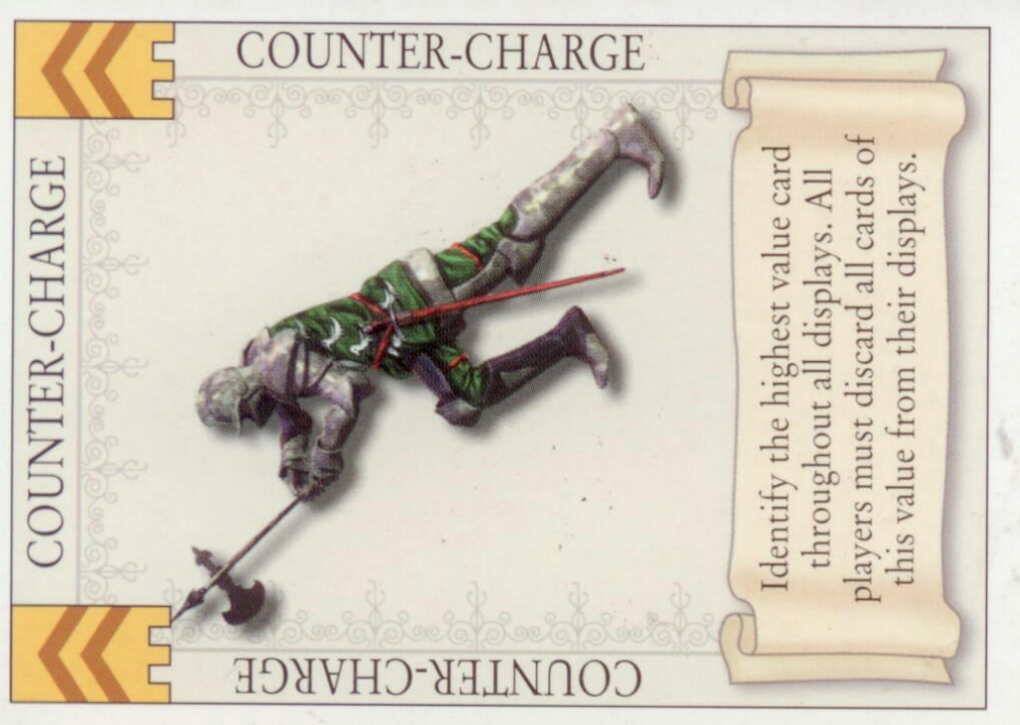 COUNTER-CHARGE
COUNTER-CHARGE
COUNTER-CHARGE
Identify the highest value card
throughout all displays. All
players must discard all cards of
this value from their displays.